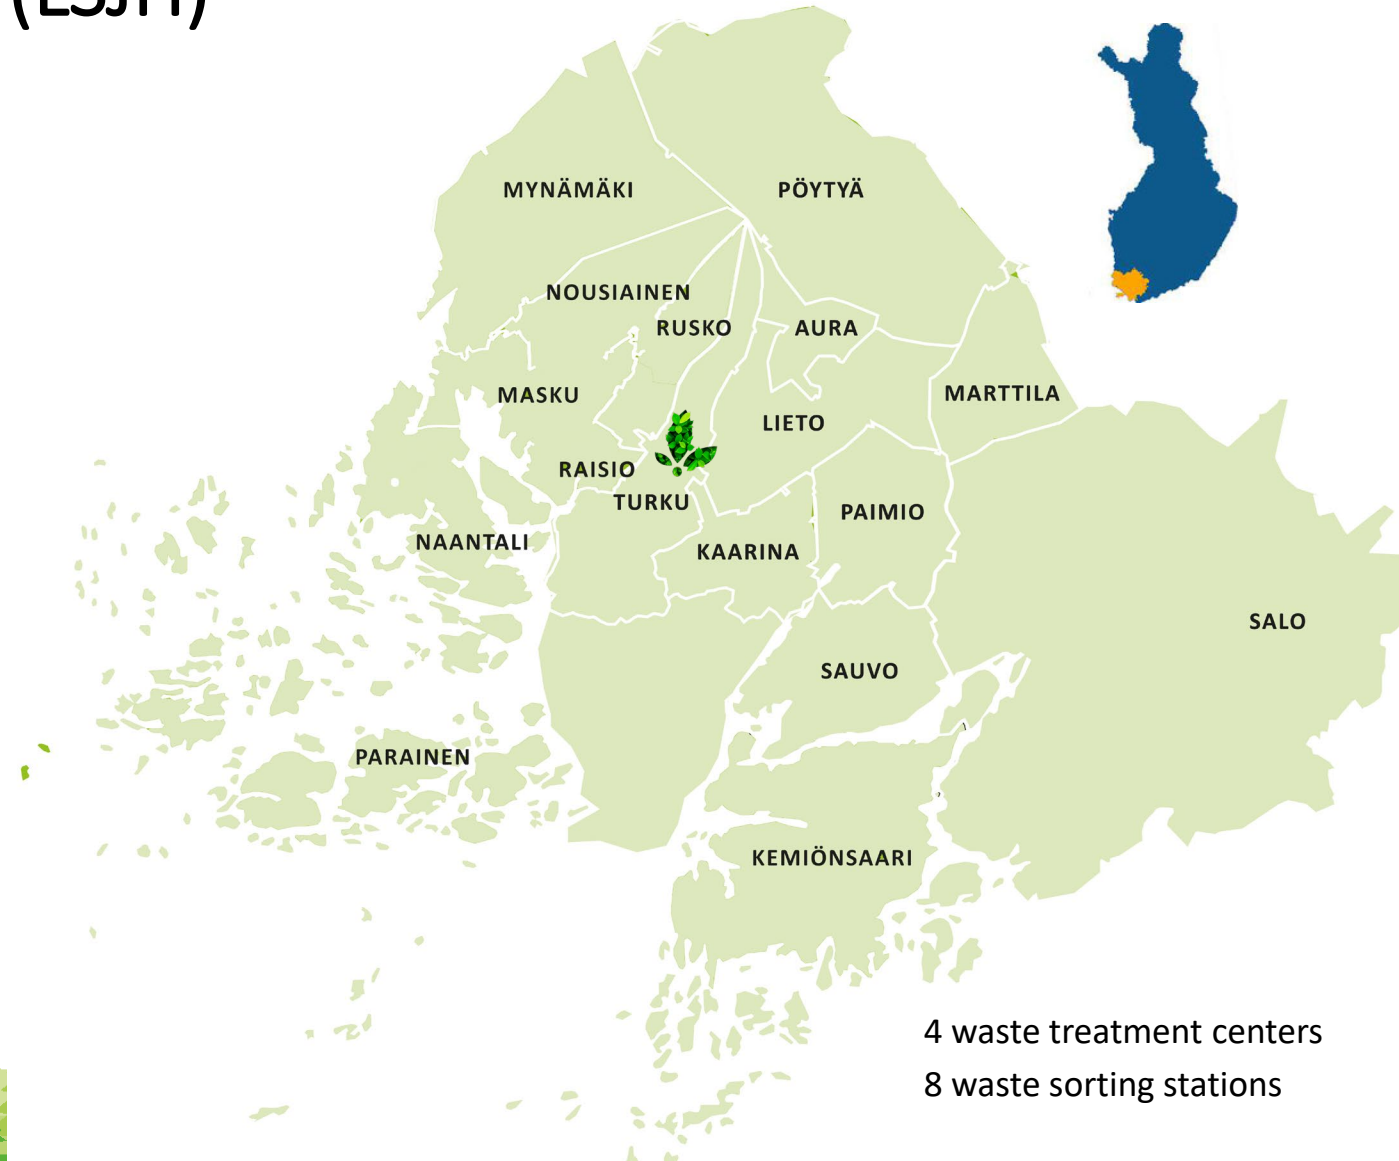 (LSJH)
MYNÄMÄKI
PÖYTYÄ
NOUSIAINEN
RUSKO
AURA
MASKU
MARTTILA
LIETO
RAISIO
TURKU
PAIMIO
NAANTALI
KAARINA
SALO
SAUVO
PARAINEN
KEMIÖNSAARI
4 waste treatment centers
8 waste sorting stations